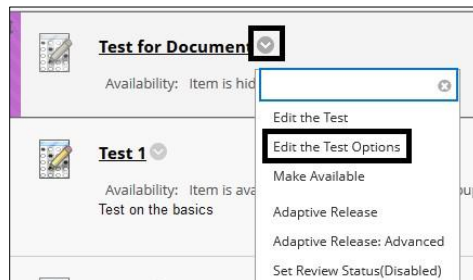 Test for Document
Availability: Item is hid
Edit the Test
Edit the Test Options
Make Available
Adaptive Release
Adaptive Release: Advanced
Set Review Status(Disabled)
Test 1
Availability: Item is ava
Test on the basics